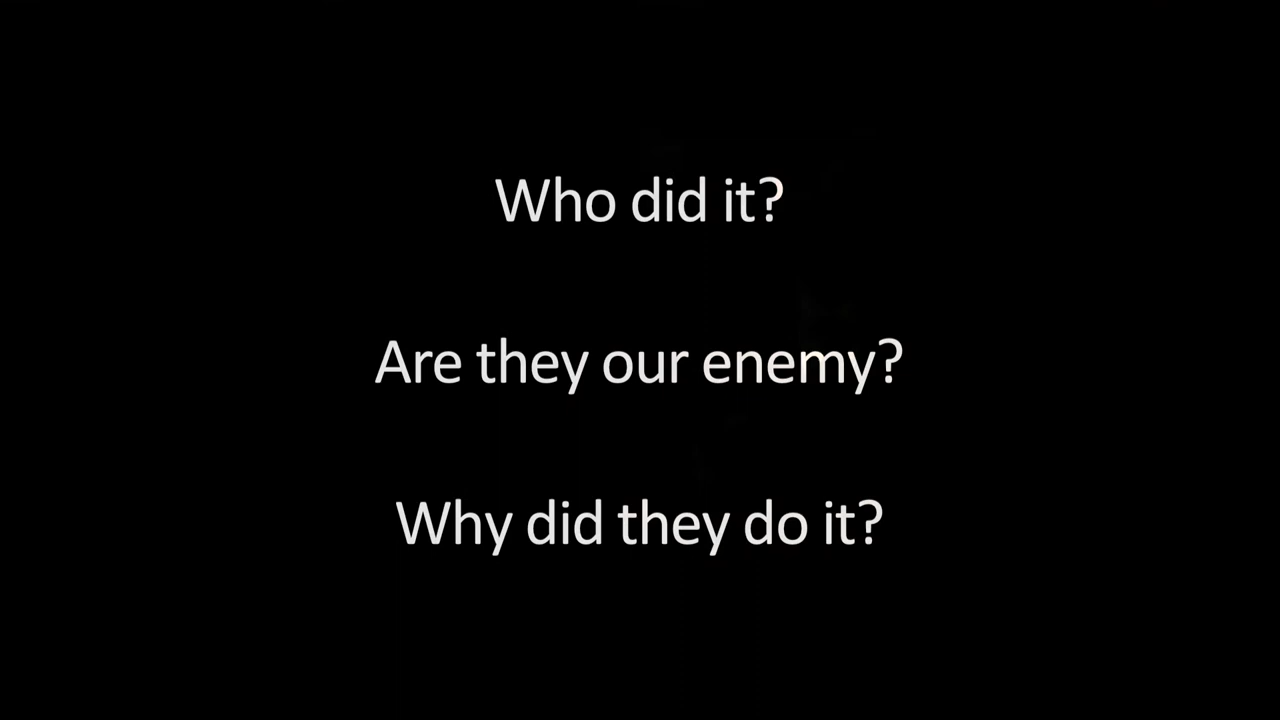 Who did it?
Are they our enemy?
Why did they do it?